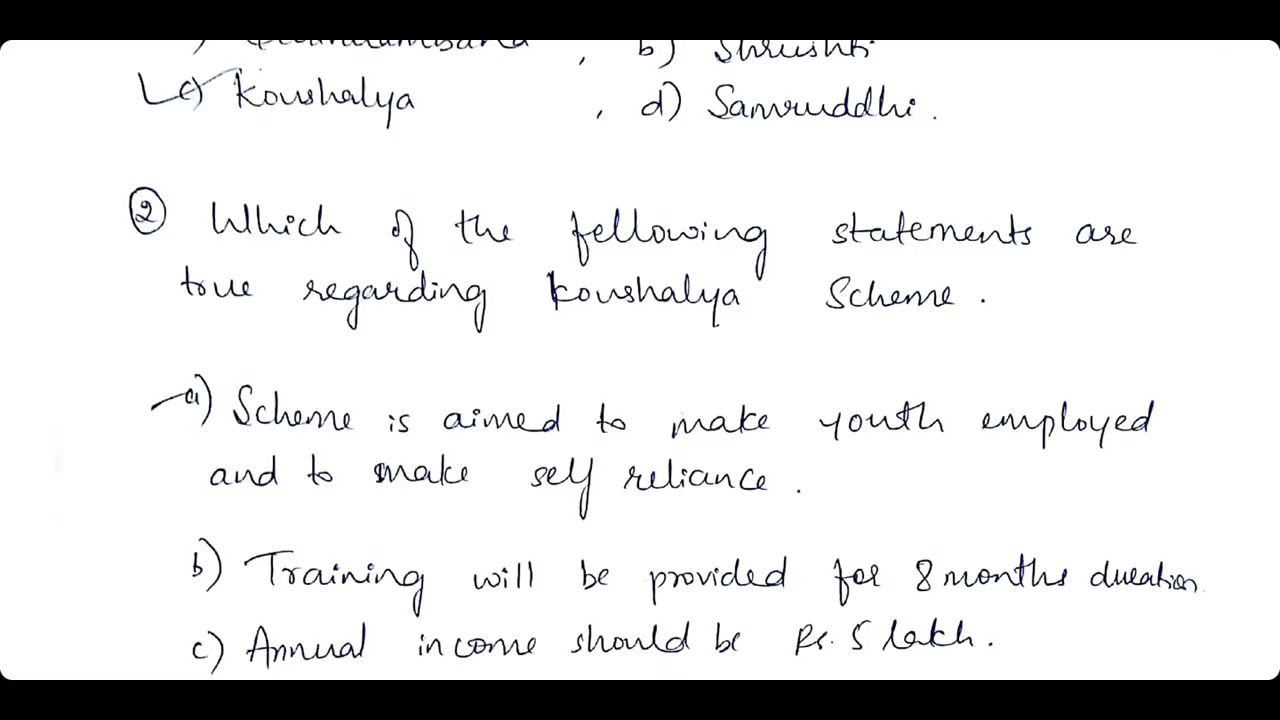 b) Shrushti
c) Koushalya , d) Samruddhi .
② Which of the fellowing statements are
true regarding Koushalya Scheme .
a) Scheme is aimed to make youth employed
and to make self reliance .
b) Training will be provided for 8 months duration.
c) Annual income should be Rs. 5 lakh .